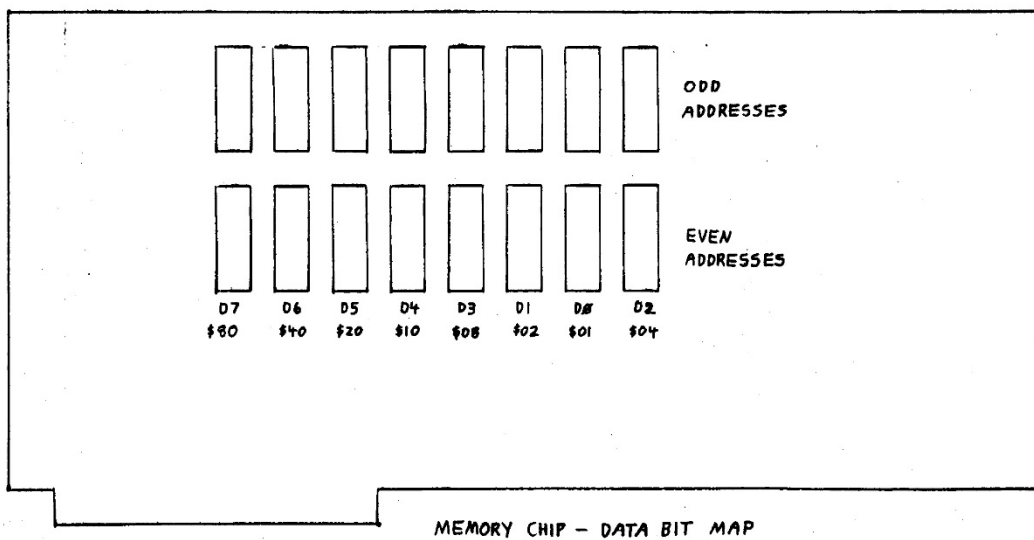 ODD
ADDRESSES
EVEN
ADDRESSES
D7 D6 D5 D4 D3 D1 DØ D2
$80 $40 $20 $10 $08 $02 $01 $04
MEMORY CHIP - DATA BIT MAP